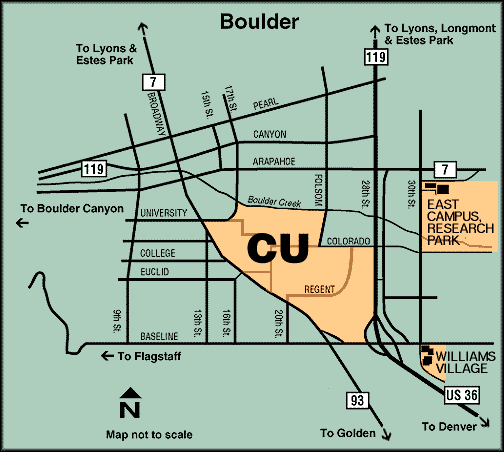 Boulder
To Lyons &
Estes Park
To Lyons, Longmont
& Estes Park
119
7
BROADWAY
15th St.
17th St.
PEARL
CANYON
ARAPAHOE
119
7
To Boulder Canyon
UNIVERSITY
Boulder Creek
FOLSOM
28th St.
30th St.
EAST
CAMPUS,
RESEARCH
PARK
CU
COLORADO
COLLEGE
EUCLID
REGENT
9th St.
13th St.
16th St.
20th St.
BASELINE
To Flagstaff
WILLIAMS
VILLAGE
N
Map not to scale
93
US 36
To Golden
To Denver